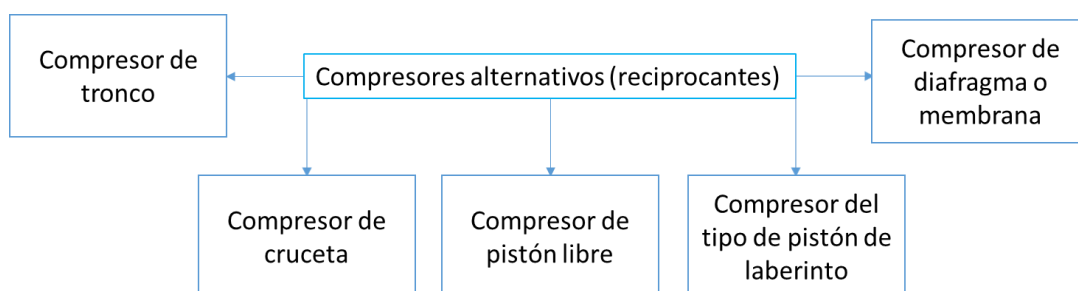 Compresor de
tronco
Compresores alternativos (reciprocantes)
Compresor de
diafragma o
membrana
Compresor de
cruceta
Compresor de
pistón libre
Compresor del
tipo de pistón de
laberinto